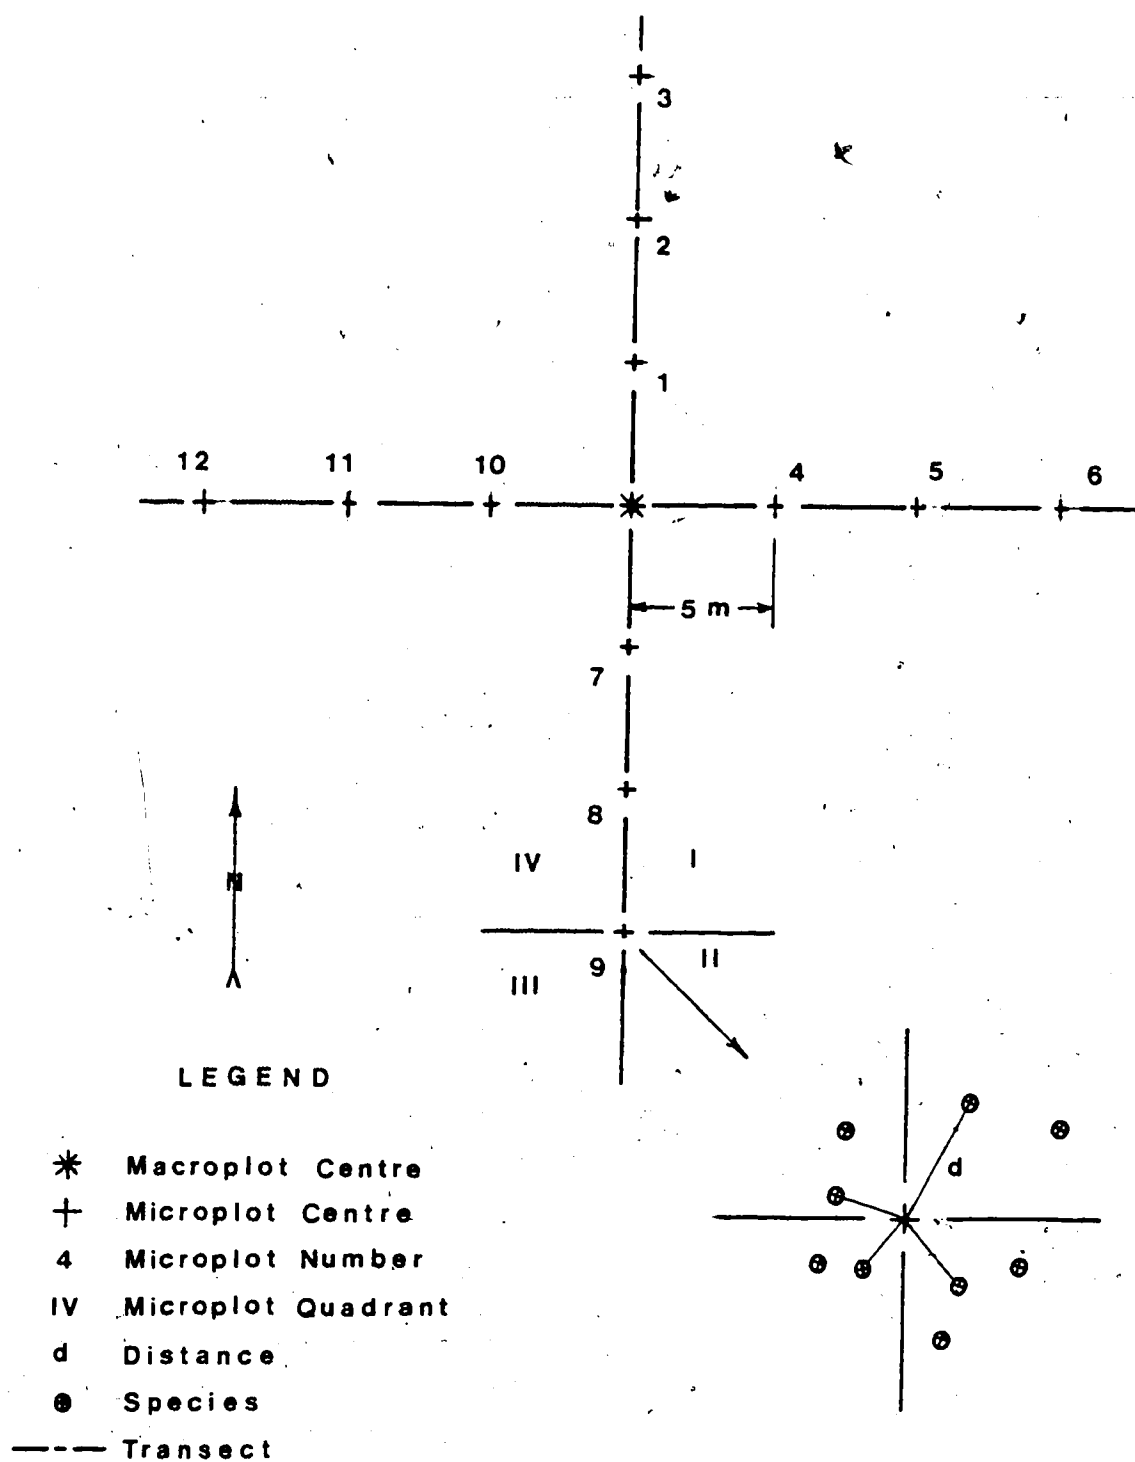 3
2
1
12 11 10 4 5 6
5 m
7
8
IV I
N
9 II
III
LEGEND
Macroplot Centre
Microplot Centre
4 Microplot Number
IV Microplot Quadrant
d Distance
Species
Transect
d